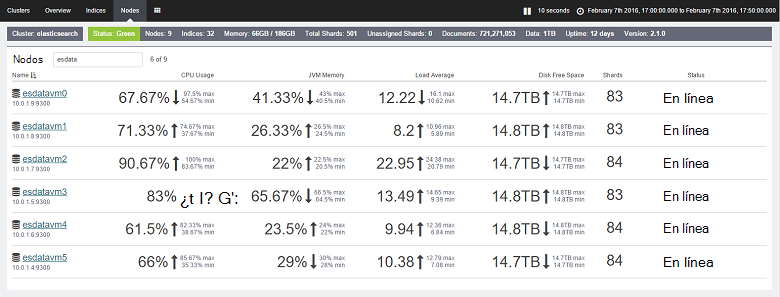 Clusters Overview Indices Nodes 10 seconds February 7th 2016, 17:00:00.000 to February 7th 2016, 17:50:00.000
Cluster: elasticsearch Status: Green Nodes: 9 Indices: 32 Memory: 66GB / 186GB Total Shards: 501 Unassigned Shards: 0 Documents: 721,271,053 Data: 1TB Uptime: 12 days Version: 2.1.0
Nodos esdata 6 of 9
Name CPU Usage JVM Memory Load Average Disk Free Space Shards Status
esdatavm0 67.67% 97.5% max 41.33% 43% max 12.22 16.1 max 14.7TB 14.7TB max 83 En línea
10.0.1.9:9300 54.67% min 40.5% min 10.62 min 14.7TB min
esdatavm1 71.33% 74.67% max 26.33% 26.5% max 8.2 10.96 max 14.8TB 14.8TB max 83 En línea
10.0.1.8:9300 37.67% min 24.5% min 5.89 min 14.8TB min
esdatavm2 90.67% 100% max 22% 22.5% max 22.95 24.38 max 14.7TB 14.7TB max 84 En línea
10.0.1.7:9300 83.67% min 20.5% min 20.79 min 14.7TB min
esdatavm3 83% ¿t I? G': 65.67% 66.5% max 13.49 14.65 max 14.8TB 14.8TB max 83 En línea
10.0.1.5:9300 64.5% min 9.39 min 14.8TB min
esdatavm4 61.5% 82.33% max 23.5% 24% max 9.94 12.36 max 14.7TB 14.8TB max 84 En línea
10.0.1.6:9300 38.67% min 22% min 6.84 min 14.7TB min
esdatavm5 66% 85.67% max 29% 30% max 10.38 12.79 max 14.7TB 14.7TB max 84 En línea
10.0.1.4:9300 35.33% min 28% min 7.08 min 14.7TB min